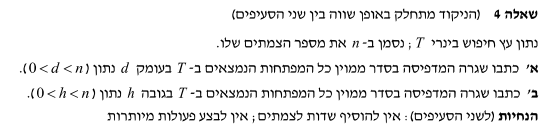 שאלה 4 (הניקוד מתחלק באופן שווה בין שני הסעיפים)
נתון עץ חיפוש בינרי T ; נסמן ב- n את מספר הצמתים שלו.
א' כתבו שגרה המדפיסה בסדר ממוין כל המפתחות הנמצאים ב- T בעומק d נתון (0<d<n).
ב' כתבו שגרה המדפיסה בסדר ממוין כל המפתחות הנמצאים ב- T בגובה h נתון (0<h<n).
הנחיות (לשני הסעיפים) : אין להוסיף שדות לצמתים ; אין לבצע פעולות מיותרות